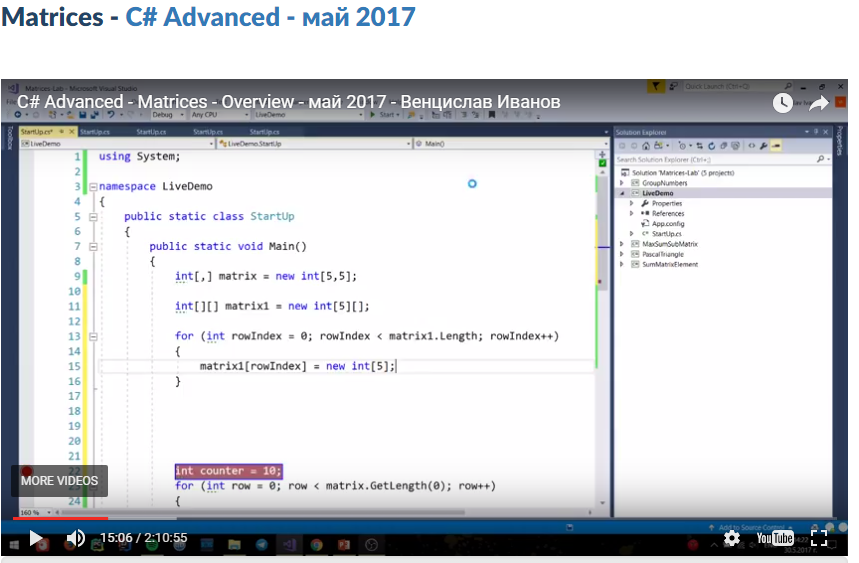 Matrices - C# Advanced - май 2017
Matrices-Lab - Microsoft Visual Studio
Quick Launch (Ctrl+Q)
C# Advanced - Matrices - Overview - май 2017 - Венцислав Иванов
Debug
Any CPU
LiveDemo
Start
StartUp.cs*
StartUp.cs
StartUp.cs
StartUp.cs
StartUp.cs
Toolbox
LiveDemo
LiveDemo.StartUp
Main()
1 using System;
2
3 namespace LiveDemo
4 {
5 public static class StartUp
6 {
7 public static void Main()
8 {
9 int[,] matrix = new int[5,5];
10
11 int[][] matrix1 = new int[5][];
12
13 for (int rowIndex = 0; rowIndex < matrix1.Length; rowIndex++)
14 {
15 matrix1[rowIndex] = new int[5];
16 }
17
18
19
20
21
22 int counter = 10;
for (int row = 0; row < matrix.GetLength(0); row++)
24 {
160 %
Solution Explorer
Search Solution Explorer (Ctrl+;)
Solution 'Matrices-Lab' (5 projects)
GroupNumbers
LiveDemo
Properties
References
App.config
StartUp.cs
MaxSumSubMatrix
PascalTriangle
SumMatrixElement
Properties
MORE VIDEOS
Add to Source Control
15:06 / 2:10:55
YouTube